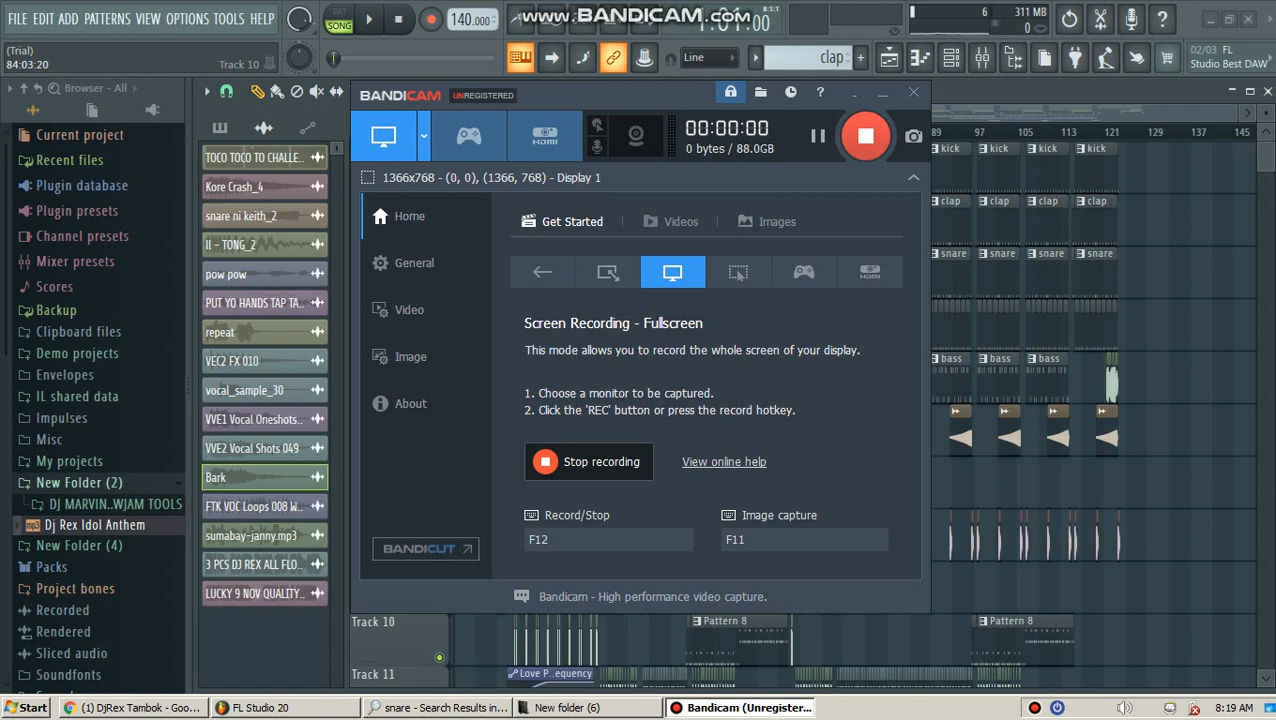 FILE EDIT ADD PATTERNS VIEW OPTIONS TOOLS HELP
PAT
SONG
140.000
www.BANDICAM.com
1:01:00
B:S:T
6
311 MB
0
(Trial)
84:03:20
Track 10
Line
clap
02/03 FL
Studio Best DAW
Browser - All
Current project
Recent files
Plugin database
Plugin presets
Channel presets
Mixer presets
Scores
Backup
Clipboard files
Demo projects
Envelopes
IL shared data
Impulses
Misc
My projects
New Folder (2)
DJ MARVIN..WJAM TOOLS
Dj Rex Idol Anthem
New Folder (4)
Packs
Project bones
Recorded
Rendered
Sliced audio
Soundfonts
TOCO TOCO TO CHALLE..
Kore Crash_4
snare ni keith_2
ll - TONG_2
pow pow
PUT YO HANDS TAP TA..
repeat
VEC2 FX 010
vocal_sample_30
VVE1 Vocal Oneshots..
VVE2 Vocal Shots 049
Bark
FTK VOC Loops 008 W..
sumabay-janny.mp3
3 PCS DJ REX ALL FLO..
LUCKY 9 NOV QUALITY..
BANDICAM UNREGISTERED
00:00:00
0 bytes / 88.0GB
HDMI
1366x768 - (0, 0), (1366, 768) - Display 1
Home
General
Video
Image
About
BANDICUT
Get Started
Videos
Images
HDMI
Screen Recording - Fullscreen
This mode allows you to record the whole screen of your display.
1. Choose a monitor to be captured.
2. Click the 'REC' button or press the record hotkey.
Stop recording
View online help
Record/Stop
Image capture
F12
F11
Bandicam - High performance video capture.
89 97 105 113 121 129 137 145
kick kick kick kick
clap clap clap clap
snare snare snare snare
bass bass bass
Track 10
Pattern 8
Pattern 8
Track 11
Love P..equency
Start
DjRex Tambok - Goo...
FL Studio 20
snare - Search Results in...
New folder (6)
Bandicam (Unregister...
8:19 AM